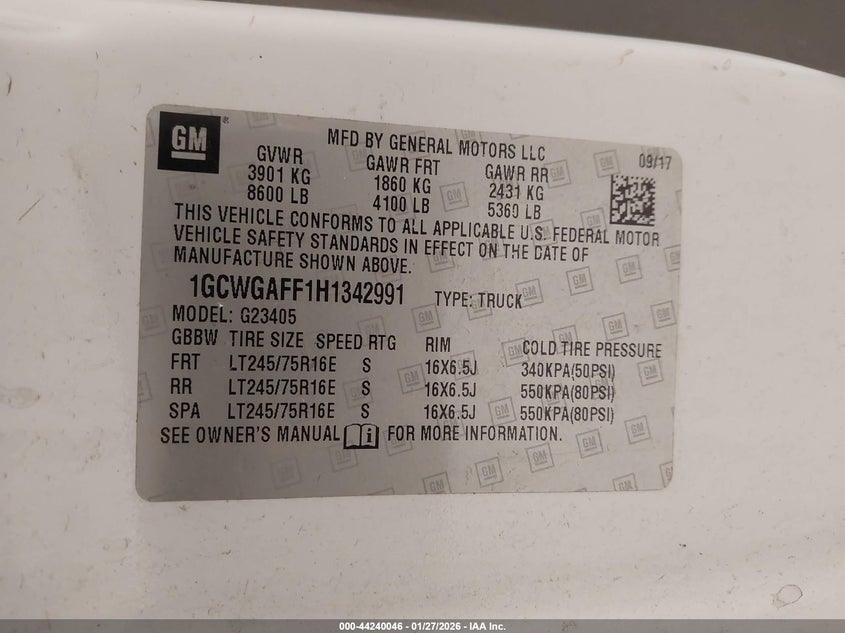 GM ®
MFD BY GENERAL MOTORS LLC
09/17
GVWR GAWR FRT GAWR RR
3901 KG 1860 KG 2431 KG
8600 LB 4100 LB 5360 LB
THIS VEHICLE CONFORMS TO ALL APPLICABLE U.S. FEDERAL MOTOR
VEHICLE SAFETY STANDARDS IN EFFECT ON THE DATE OF
MANUFACTURE SHOWN ABOVE.
1GCWGAFF1H1342991 TYPE: TRUCK
MODEL: G23405
GBBW TIRE SIZE SPEED RTG RIM COLD TIRE PRESSURE
FRT LT245/75R16E S 16X6.5J 340KPA(50PSI)
RR LT245/75R16E S 16X6.5J 550KPA(80PSI)
SPA LT245/75R16E S 16X6.5J 550KPA(80PSI)
SEE OWNER'S MANUAL i FOR MORE INFORMATION.
000-44240046 - 01/27/2026 - IAA Inc.